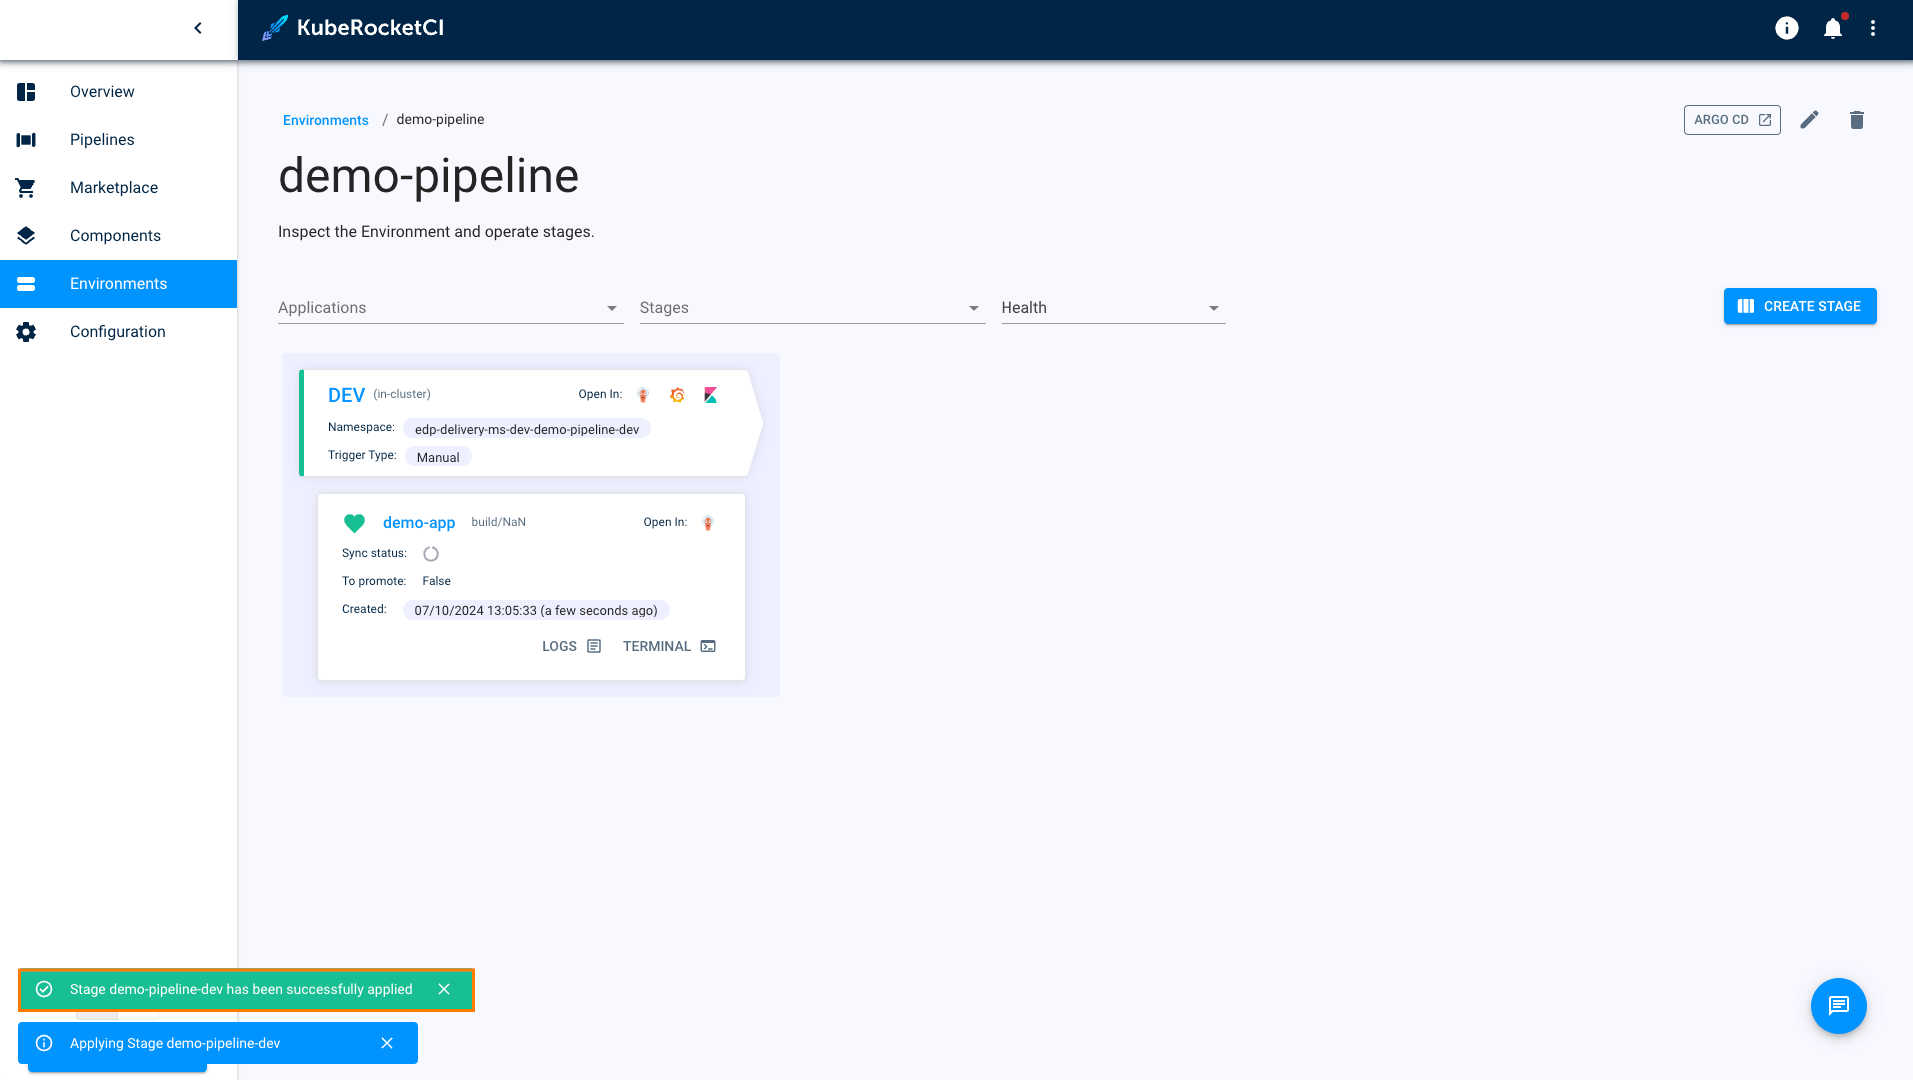 KubeRocketCI
Overview
Pipelines
Marketplace
Components
Environments
Configuration
Environments / demo-pipeline
ARGO CD
demo-pipeline
Inspect the Environment and operate stages.
Applications
Stages
Health
CREATE STAGE
DEV (in-cluster) Open In:
Namespace: edp-delivery-ms-dev-demo-pipeline-dev
Trigger Type: Manual
demo-app build/NaN Open In:
Sync status:
To promote: False
Created: 07/10/2024 13:05:33 (a few seconds ago)
LOGS TERMINAL
Stage demo-pipeline-dev has been successfully applied
Applying Stage demo-pipeline-dev